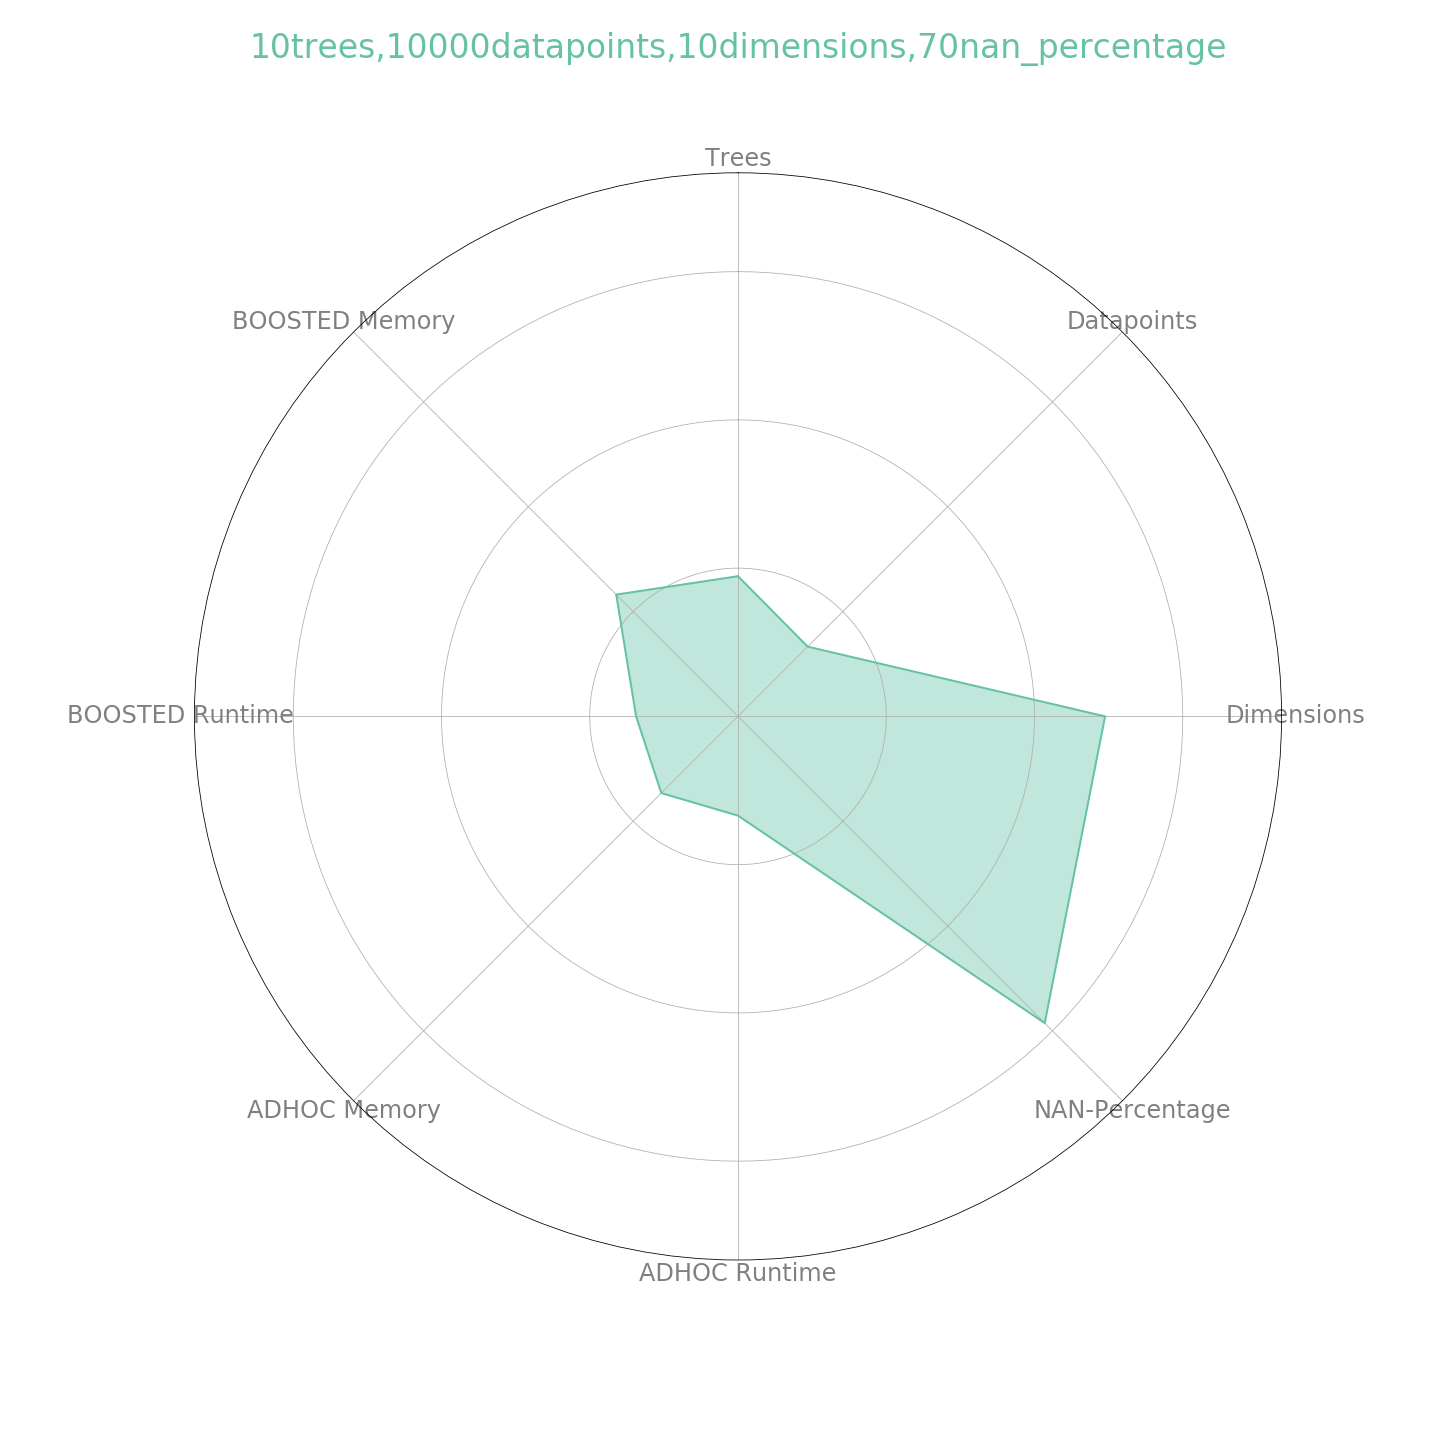 10trees,10000datapoints,10dimensions,70nan_percentage
Trees
BOOSTED Memory
Datapoints
BOOSTED Runtime
Dimensions
ADHOC Memory
NAN-Percentage
ADHOC Runtime